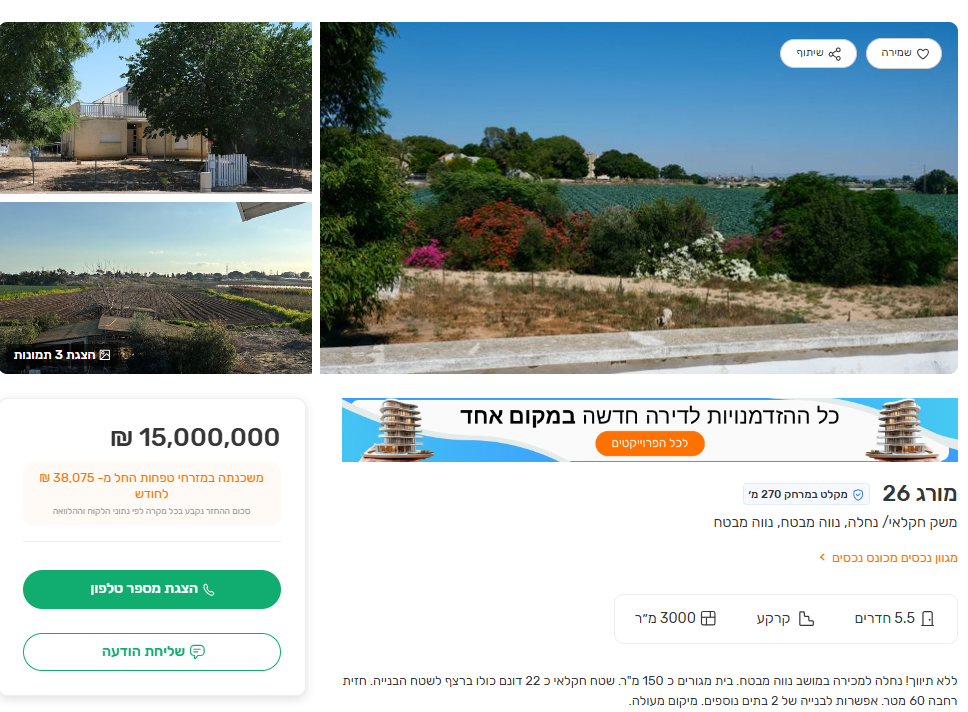 שמירה
שיתוף
הצגת 3 תמונות
כל ההזדמנויות לדירה חדשה במקום אחד
לכל הפרוייקטים
מורג 26
מקלט במרחק 270 מ'
משק חקלאי/ נחלה, נווה מבטח, נווה מבטח
מגוון נכסים מכונס נכסים
5.5 חדרים
קרקע
3000 מ״ר
ללא תיווך! נחלה למכירה במושב נווה מבטח. בית מגורים כ 150 מ"ר. שטח חקלאי כ 22 דונם כולו ברצף לשטח הבנייה. חזית
רחבה 60 מטר. אפשרות לבנייה של 2 בתים נוספים. מיקום מעולה.
15,000,000 ₪
משכנתה במזרחי טפחות החל מ- 38,075 ₪
לחודש
סכום ההחזר נקבע בכל מקרה לפי נתוני הלקוח וההלוואה
הצגת מספר טלפון
שליחת הודעה